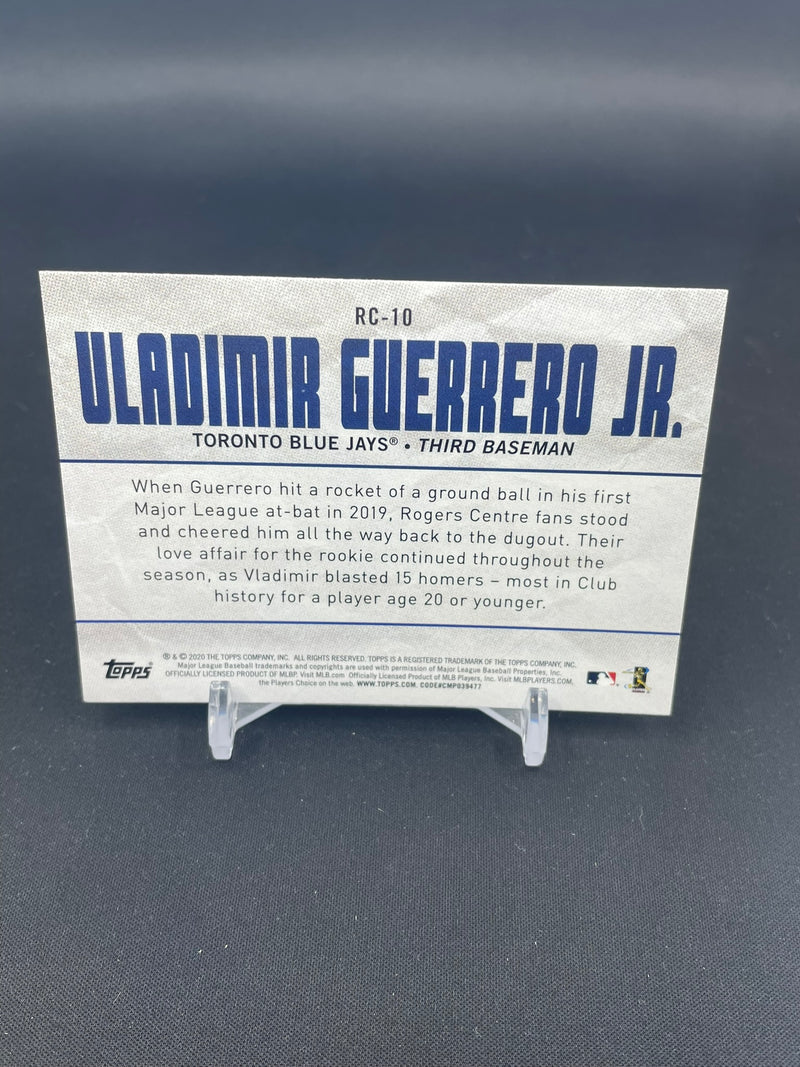 RC-10
VLADIMIR GUERRERO JR.
TORONTO BLUE JAYS® • THIRD BASEMAN
When Guerrero hit a rocket of a ground ball in his first
Major League at-bat in 2019, Rogers Centre fans stood
and cheered him all the way back to the dugout. Their
love affair for the rookie continued throughout the
season, as Vladimir blasted 15 homers – most in Club
history for a player age 20 or younger.
topps®
® & © 2020 THE TOPPS COMPANY, INC. ALL RIGHTS RESERVED. TOPPS IS A REGISTERED TRADEMARK OF THE TOPPS COMPANY, INC.
Major League Baseball trademarks and copyrights are used with permission of Major League Baseball Properties, Inc.
OFFICIALLY LICENSED PRODUCT OF MLBP. Visit MLB.com Officially Licensed Product of MLB Players, Inc. Visit MLBPLAYERS.COM,
the Players Choice on the web. WWW.TOPPS.COM. CODE#CMP039477